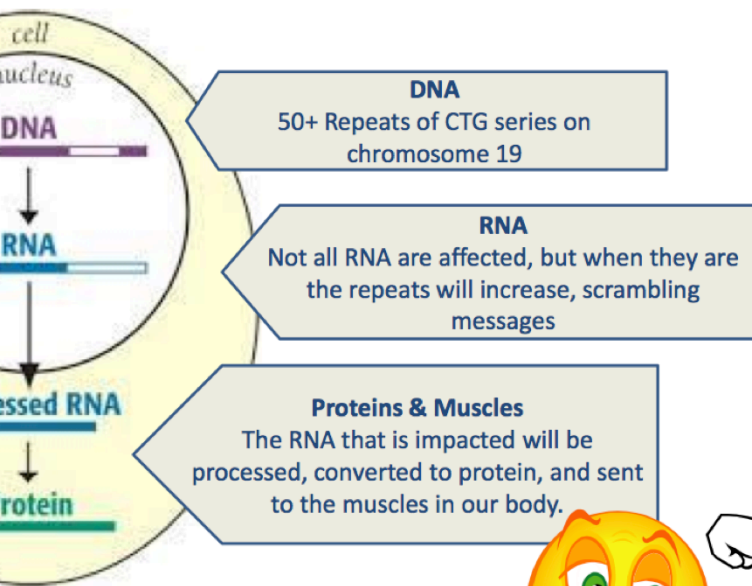 cell
nucleus
DNA
RNA
essed RNA
rotein
DNA
50+ Repeats of CTG series on
chromosome 19
RNA
Not all RNA are affected, but when they are
the repeats will increase, scrambling
messages
Proteins & Muscles
The RNA that is impacted will be
processed, converted to protein, and sent
to the muscles in our body.